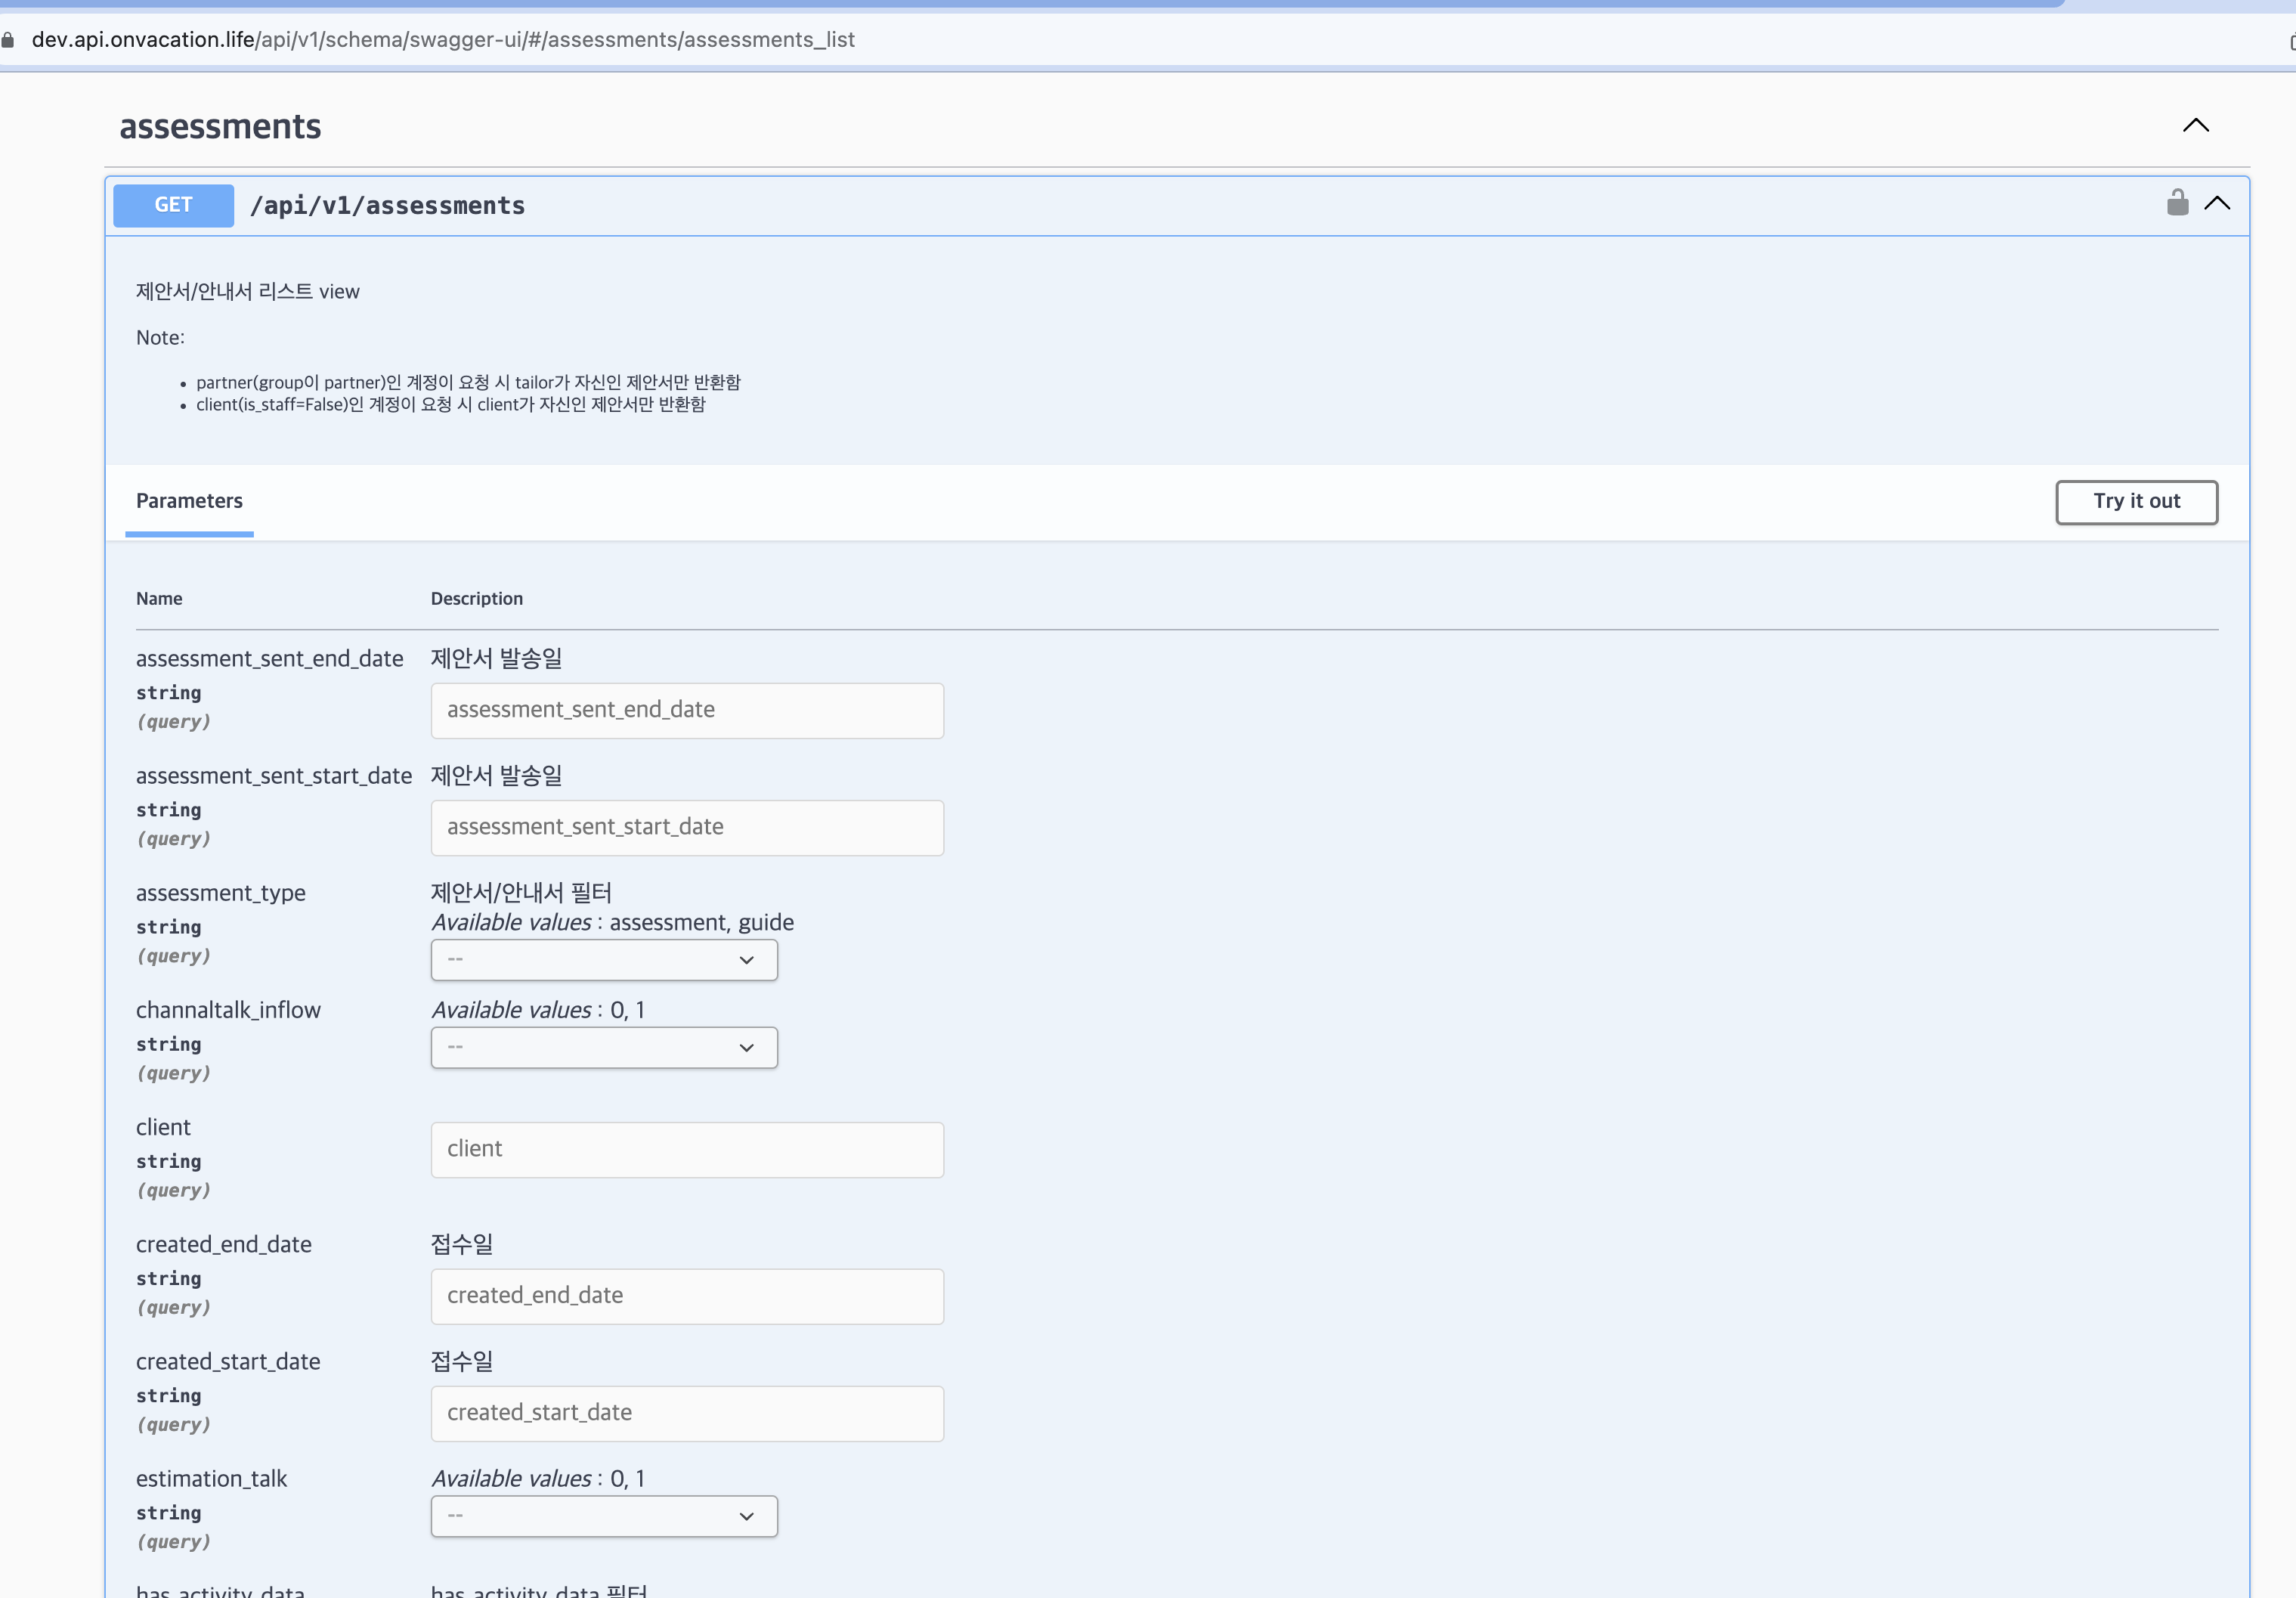 dev.api.onvacation.life/api/v1/schema/swagger-ui/#/assessments/assessments_list
assessments
GET /api/v1/assessments
제안서/안내서 리스트 view
Note:
• partner(group이 partner)인 계정이 요청 시 tailor가 자신인 제안서만 반환함
• client(is_staff=False)인 계정이 요청 시 client가 자신인 제안서만 반환함
Parameters
Try it out
Name Description
assessment_sent_end_date 제안서 발송일
string
(query)
assessment_sent_end_date
assessment_sent_start_date 제안서 발송일
string
(query)
assessment_sent_start_date
assessment_type 제안서/안내서 필터
string
(query)
Available values : assessment, guide
--
channaltalk_inflow Available values : 0, 1
string
(query)
--
client
string
(query)
client
created_end_date 접수일
string
(query)
created_end_date
created_start_date 접수일
string
(query)
created_start_date
estimation_talk Available values : 0, 1
string
(query)
--
has_activity_data has_activity_data 필터